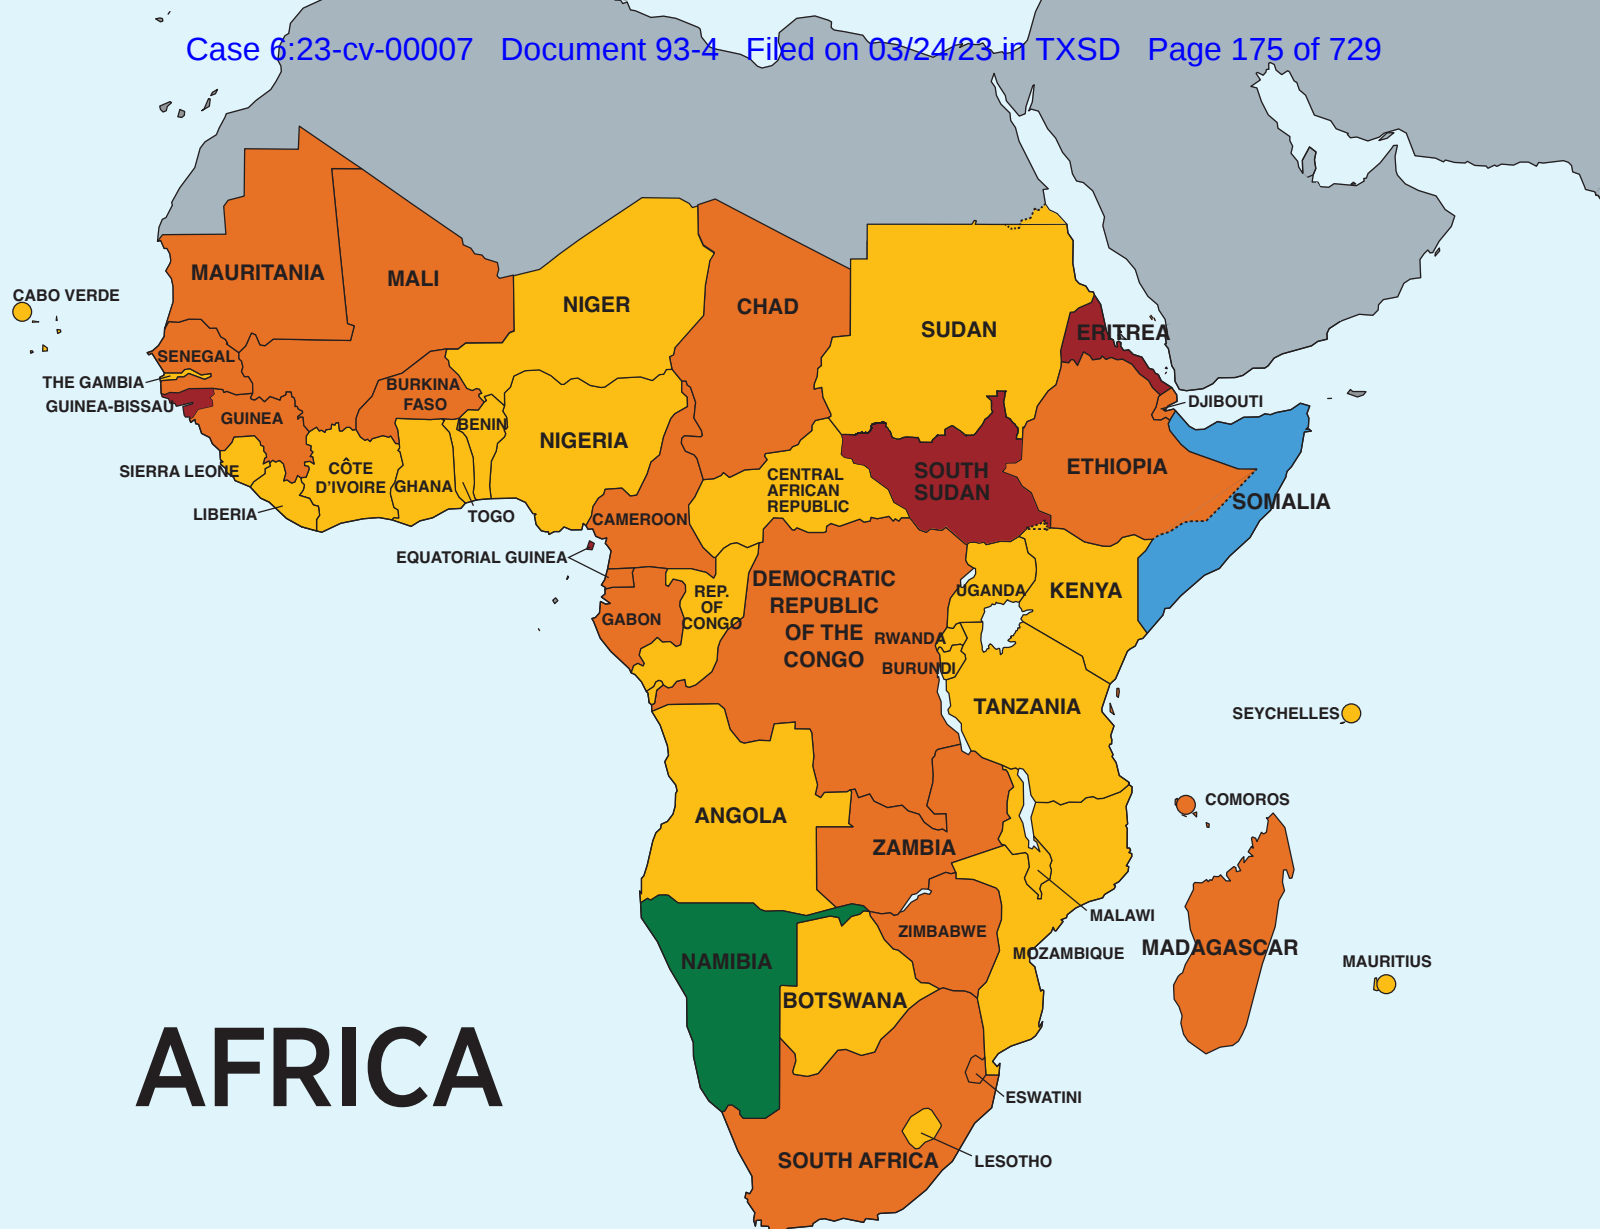 Case 6:23-cv-00007 Document 93-4 Filed on 03/24/23 in TXSD Page 175 of 729
MAURITANIA
MALI
CABO VERDE
NIGER
CHAD
SUDAN
ERITREA
SENEGAL
THE GAMBIA
GUINEA-BISSAU
GUINEA
BURKINA
FASO
BENIN
NIGERIA
DJIBOUTI
ETHIOPIA
SOUTH
SUDAN
SOMALIA
SIERRA LEONE
CÔTE
D'IVOIRE
GHANA
CENTRAL
AFRICAN
REPUBLIC
LIBERIA
TOGO
CAMEROON
EQUATORIAL GUINEA
DEMOCRATIC
REPUBLIC
OF THE
CONGO
REP.
OF
CONGO
GABON
UGANDA
KENYA
RWANDA
BURUNDI
TANZANIA
SEYCHELLES
COMOROS
ANGOLA
ZAMBIA
MALAWI
ZIMBABWE
MOZAMBIQUE
MADAGASCAR
MAURITIUS
NAMIBIA
BOTSWANA
AFRICA
ESWATINI
SOUTH AFRICA
LESOTHO